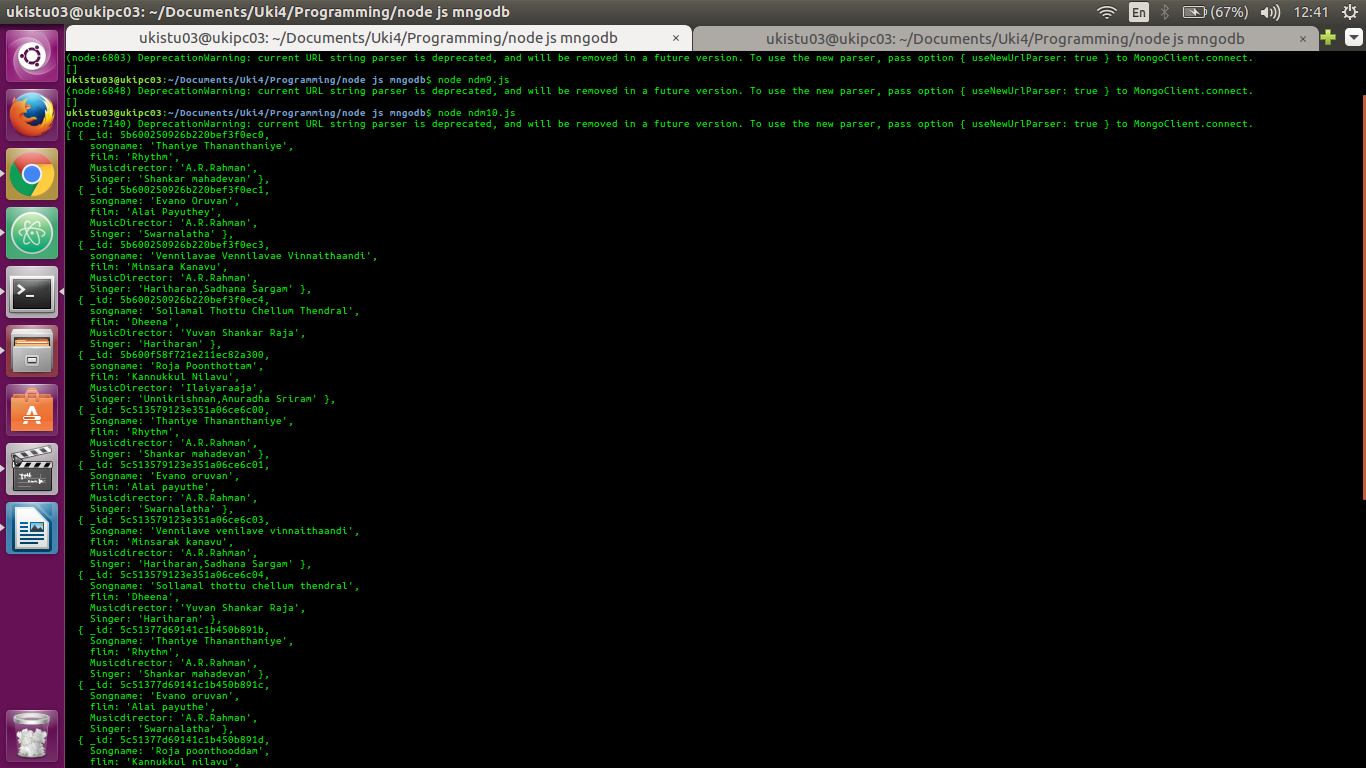 ukistu03@ukipc03: ~/Documents/Uki4/Programming/node js mngodb
En
(67%)
12:41
ukistu03@ukipc03: ~/Documents/Uki4/Programming/node js mngodb ×
ukistu03@ukipc03: ~/Documents/Uki4/Programming/node js mngodb ×
(node:6803) DeprecationWarning: current URL string parser is deprecated, and will be removed in a future version. To use the new parser, pass option { useNewUrlParser: true } to MongoClient.connect.
[]
ukistu03@ukipc03:~/Documents/Uki4/Programming/node js mngodb$ node ndm9.js
(node:6848) DeprecationWarning: current URL string parser is deprecated, and will be removed in a future version. To use the new parser, pass option { useNewUrlParser: true } to MongoClient.connect.
[]
ukistu03@ukipc03:~/Documents/Uki4/Programming/node js mngodb$ node ndm10.js
(node:7140) DeprecationWarning: current URL string parser is deprecated, and will be removed in a future version. To use the new parser, pass option { useNewUrlParser: true } to MongoClient.connect.
[ { _id: 5b600250926b220bef3f0ec0,
songname: 'Thaniye Thananthaniye',
film: 'Rhythm',
Musicdirector: 'A.R.Rahman',
Singer: 'Shankar mahadevan' },
{ _id: 5b600250926b220bef3f0ec1,
songname: 'Evano Oruvan',
film: 'Alai Payuthey',
MusicDirector: 'A.R.Rahman',
Singer: 'Swarnalatha' },
{ _id: 5b600250926b220bef3f0ec3,
songname: 'Vennilavae Vennilavae Vinnaithaandi',
film: 'Minsara Kanavu',
MusicDirector: 'A.R.Rahman',
Singer: 'Hariharan,Sadhana Sargam' },
{ _id: 5b600250926b220bef3f0ec4,
songname: 'Sollamal Thottu Chellum Thendral',
film: 'Dheena',
MusicDirector: 'Yuvan Shankar Raja',
Singer: 'Hariharan' },
{ _id: 5b600f58f721e211ec82a300,
songname: 'Roja Poonthottam',
film: 'Kannukkul Nilavu',
MusicDirector: 'Ilaiyaraaja',
Singer: 'Unnikrishnan,Anuradha Sriram' },
{ _id: 5c513579123e351a06ce6c00,
Songname: 'Thaniye Thananthaniye',
flim: 'Rhythm',
Musicdirector: 'A.R.Rahman',
Singer: 'Shankar mahadevan' },
{ _id: 5c513579123e351a06ce6c01,
Songname: 'Evano oruvan',
flim: 'Alai payuthe',
Musicdirector: 'A.R.Rahman',
Singer: 'Swarnalatha' },
{ _id: 5c513579123e351a06ce6c03,
Songname: 'Vennilave venilave vinnaithaandi',
flim: 'Minsarak kanavu',
Musicdirector: 'A.R.Rahman',
Singer: 'Hariharan,Sadhana Sargam' },
{ _id: 5c513579123e351a06ce6c04,
Songname: 'Sollamal thottu chellum thendral',
flim: 'Dheena',
Musicdirector: 'Yuvan Shankar Raja',
Singer: 'Hariharan' },
{ _id: 5c51377d69141c1b450b891b,
Songname: 'Thaniye Thananthaniye',
flim: 'Rhythm',
Musicdirector: 'A.R.Rahman',
Singer: 'Shankar mahadevan' },
{ _id: 5c51377d69141c1b450b891c,
Songname: 'Evano oruvan',
flim: 'Alai payuthe',
Musicdirector: 'A.R.Rahman',
Singer: 'Swarnalatha' },
{ _id: 5c51377d69141c1b450b891d,
Songname: 'Roja poonthooddam',
flim: 'Kannukkul nilavu',